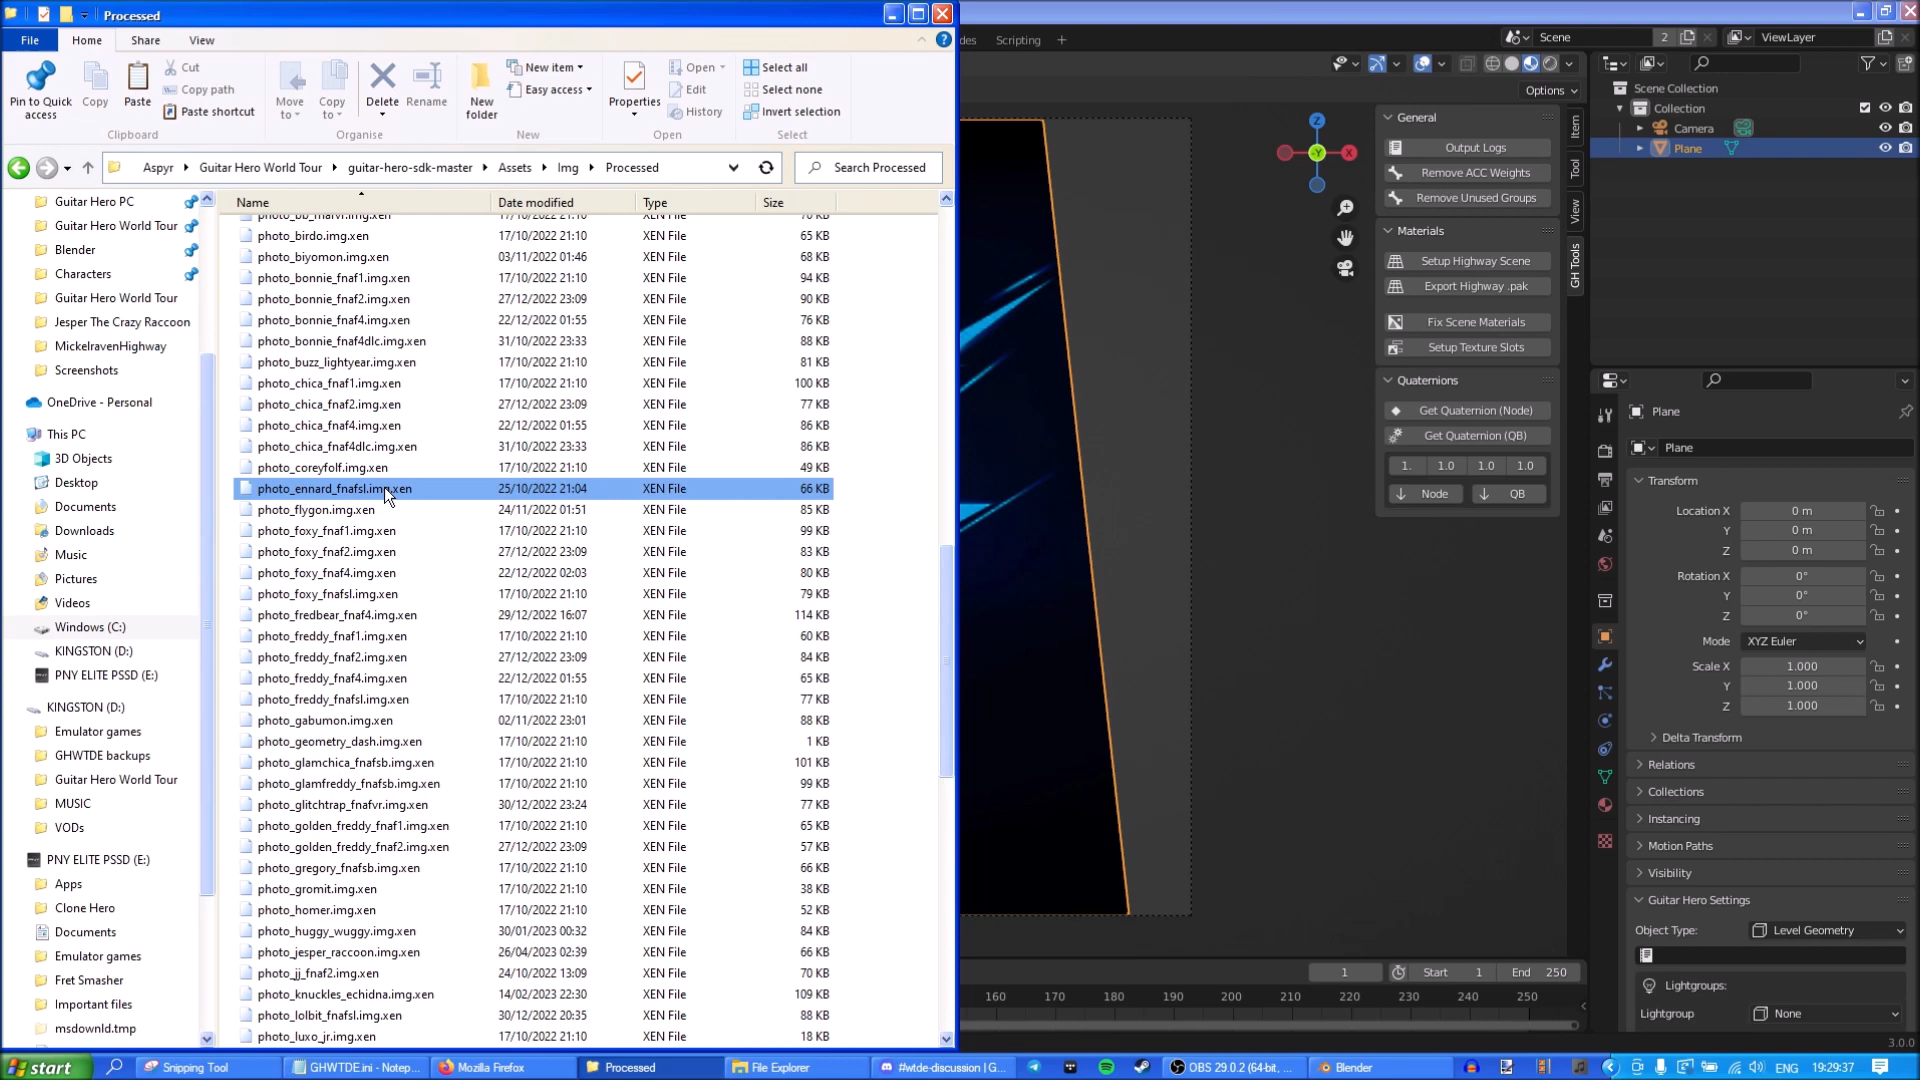 Processed
File
Home
Share
View
Pin to Quick access
Copy
Paste
Cut
Copy path
Paste shortcut
Clipboard
Move to
Copy to
Delete
Rename
Organise
New folder
New item
Easy access
New
Properties
Open
Edit
History
Open
Select all
Select none
Invert selection
Select
Aspyr
Guitar Hero World Tour
guitar-hero-sdk-master
Assets
Img
Processed
Search Processed
Guitar Hero PC
Guitar Hero World Tour
Blender
Characters
Guitar Hero World Tour
Jesper The Crazy Raccoon
MickelravenHighway
Screenshots
OneDrive - Personal
This PC
3D Objects
Desktop
Documents
Downloads
Music
Pictures
Videos
Windows (C:)
KINGSTON (D:)
PNY ELITE PSSD (E:)
KINGSTON (D:)
Emulator games
GHWTDE backups
Guitar Hero World Tour
MUSIC
VODs
PNY ELITE PSSD (E:)
Apps
Clone Hero
Documents
Emulator games
Fret Smasher
Important files
msdownld.tmp
Name Date modified Type Size
photo_birdo.img.xen 17/10/2022 21:10 XEN File 65 KB
photo_biyomon.img.xen 03/11/2022 01:46 XEN File 68 KB
photo_bonnie_fnaf1.img.xen 17/10/2022 21:10 XEN File 94 KB
photo_bonnie_fnaf2.img.xen 27/12/2022 23:09 XEN File 90 KB
photo_bonnie_fnaf4.img.xen 22/12/2022 01:55 XEN File 76 KB
photo_bonnie_fnaf4dlc.img.xen 31/10/2022 23:33 XEN File 88 KB
photo_buzz_lightyear.img.xen 17/10/2022 21:10 XEN File 81 KB
photo_chica_fnaf1.img.xen 17/10/2022 21:10 XEN File 100 KB
photo_chica_fnaf2.img.xen 27/12/2022 23:09 XEN File 77 KB
photo_chica_fnaf4.img.xen 22/12/2022 01:55 XEN File 86 KB
photo_chica_fnaf4dlc.img.xen 31/10/2022 23:33 XEN File 86 KB
photo_coreyfolf.img.xen 17/10/2022 21:10 XEN File 49 KB
photo_ennard_fnafsl.img.xen 25/10/2022 21:04 XEN File 66 KB
photo_flygon.img.xen 24/11/2022 01:51 XEN File 85 KB
photo_foxy_fnaf1.img.xen 17/10/2022 21:10 XEN File 99 KB
photo_foxy_fnaf2.img.xen 27/12/2022 23:09 XEN File 83 KB
photo_foxy_fnaf4.img.xen 22/12/2022 02:03 XEN File 80 KB
photo_foxy_fnafsl.img.xen 17/10/2022 21:10 XEN File 79 KB
photo_fredbear_fnaf4.img.xen 29/12/2022 16:07 XEN File 114 KB
photo_freddy_fnaf1.img.xen 17/10/2022 21:10 XEN File 60 KB
photo_freddy_fnaf2.img.xen 27/12/2022 23:09 XEN File 84 KB
photo_freddy_fnaf4.img.xen 22/12/2022 01:55 XEN File 65 KB
photo_freddy_fnafsl.img.xen 17/10/2022 21:10 XEN File 77 KB
photo_gabumon.img.xen 02/11/2022 23:01 XEN File 88 KB
photo_geometry_dash.img.xen 17/10/2022 21:10 XEN File 1 KB
photo_glamchica_fnafsb.img.xen 17/10/2022 21:10 XEN File 101 KB
photo_glamfreddy_fnafsb.img.xen 17/10/2022 21:10 XEN File 99 KB
photo_glitchtrap_fnafvr.img.xen 30/12/2022 23:24 XEN File 77 KB
photo_golden_freddy_fnaf1.img.xen 17/10/2022 21:10 XEN File 65 KB
photo_golden_freddy_fnaf2.img.xen 27/12/2022 23:09 XEN File 57 KB
photo_gregory_fnafsb.img.xen 17/10/2022 21:10 XEN File 66 KB
photo_gromit.img.xen 17/10/2022 21:10 XEN File 38 KB
photo_homer.img.xen 17/10/2022 21:10 XEN File 52 KB
photo_huggy_wuggy.img.xen 30/01/2023 00:32 XEN File 84 KB
photo_jesper_raccoon.img.xen 26/04/2023 02:39 XEN File 66 KB
photo_jj_fnaf2.img.xen 24/10/2022 13:09 XEN File 70 KB
photo_knuckles_echidna.img.xen 14/02/2023 22:30 XEN File 109 KB
photo_lolbit_fnafsl.img.xen 30/12/2022 20:35 XEN File 88 KB
photo_luxo_jr.img.xen 17/10/2022 21:10 XEN File 18 KB
Scripting +
Scene 2
ViewLayer
Options
General
Output Logs
Remove ACC Weights
Remove Unused Groups
Materials
Setup Highway Scene
Export Highway .pak
Fix Scene Materials
Setup Texture Slots
Quaternions
Get Quaternion (Node)
Get Quaternion (QB)
1. 1.0 1.0 1.0
Node QB
Item
Tool
View
GH Tools
Z
-Y
X
1 Start 1 End 250
160 170 180 190 200 210 220 230 240 250
Scene Collection
Collection
Camera
Plane
Plane
Plane
Transform
Location X 0 m
Y 0 m
Z 0 m
Rotation X 0°
Y 0°
Z 0°
Mode XYZ Euler
Scale X 1.000
Y 1.000
Z 1.000
Delta Transform
Relations
Collections
Instancing
Motion Paths
Visibility
Guitar Hero Settings
Object Type: Level Geometry
Lightgroups:
Lightgroup None
3.0.0
start
Snipping Tool
GHWTDE.ini - Notep...
Mozilla Firefox
Processed
File Explorer
#wtde-discussion | G...
OBS 29.0.2 (64-bit, ...
Blender
ENG
19:29:37